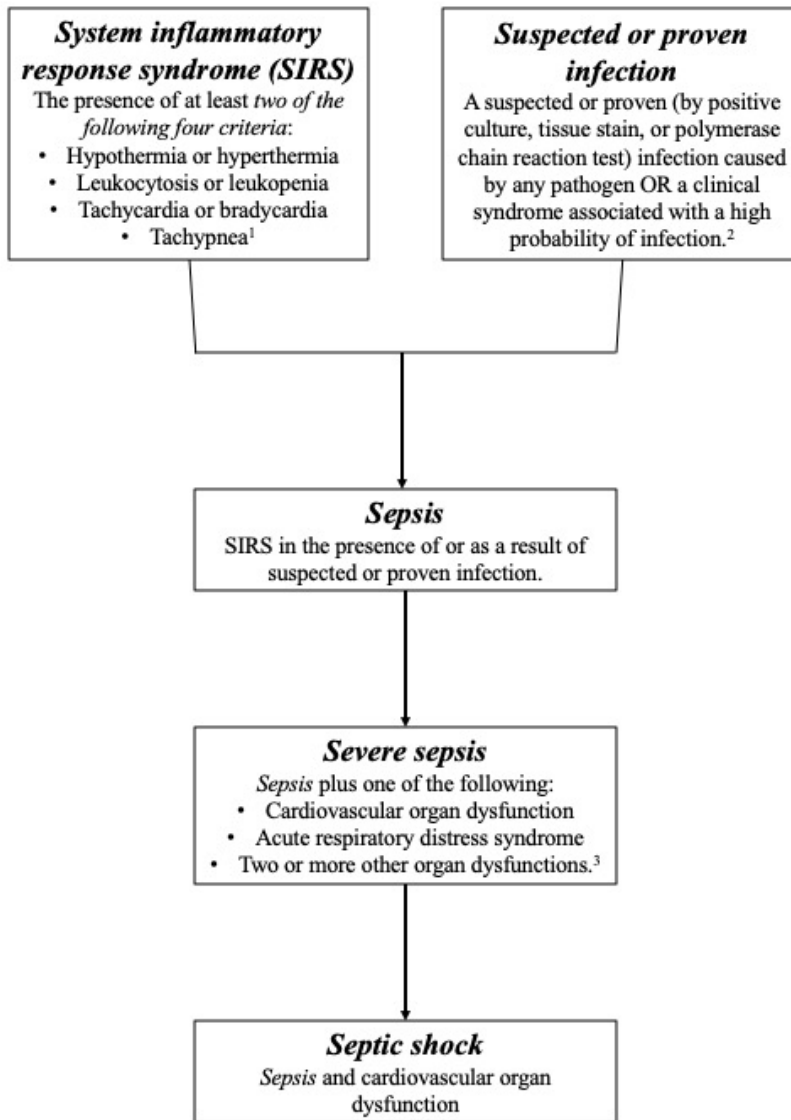 System inflammatory
response syndrome (SIRS)
The presence of at least two of the
following four criteria:
• Hypothermia or hyperthermia
• Leukocytosis or leukopenia
• Tachycardia or bradycardia
• Tachypnea¹
Suspected or proven
infection
A suspected or proven (by positive
culture, tissue stain, or polymerase
chain reaction test) infection caused
by any pathogen OR a clinical
syndrome associated with a high
probability of infection.²
Sepsis
SIRS in the presence of or as a result of
suspected or proven infection.
Severe sepsis
Sepsis plus one of the following:
• Cardiovascular organ dysfunction
• Acute respiratory distress syndrome
• Two or more other organ dysfunctions.³
Septic shock
Sepsis and cardiovascular organ
dysfunction